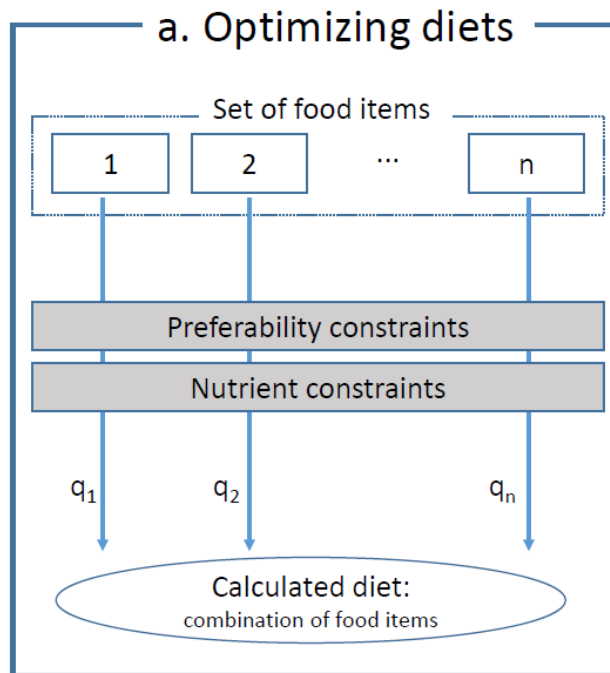 a. Optimizing diets
Set of food items
1 2 ... n
Preferability constraints
Nutrient constraints
q₁ q₂ qₙ
Calculated diet:
combination of food items